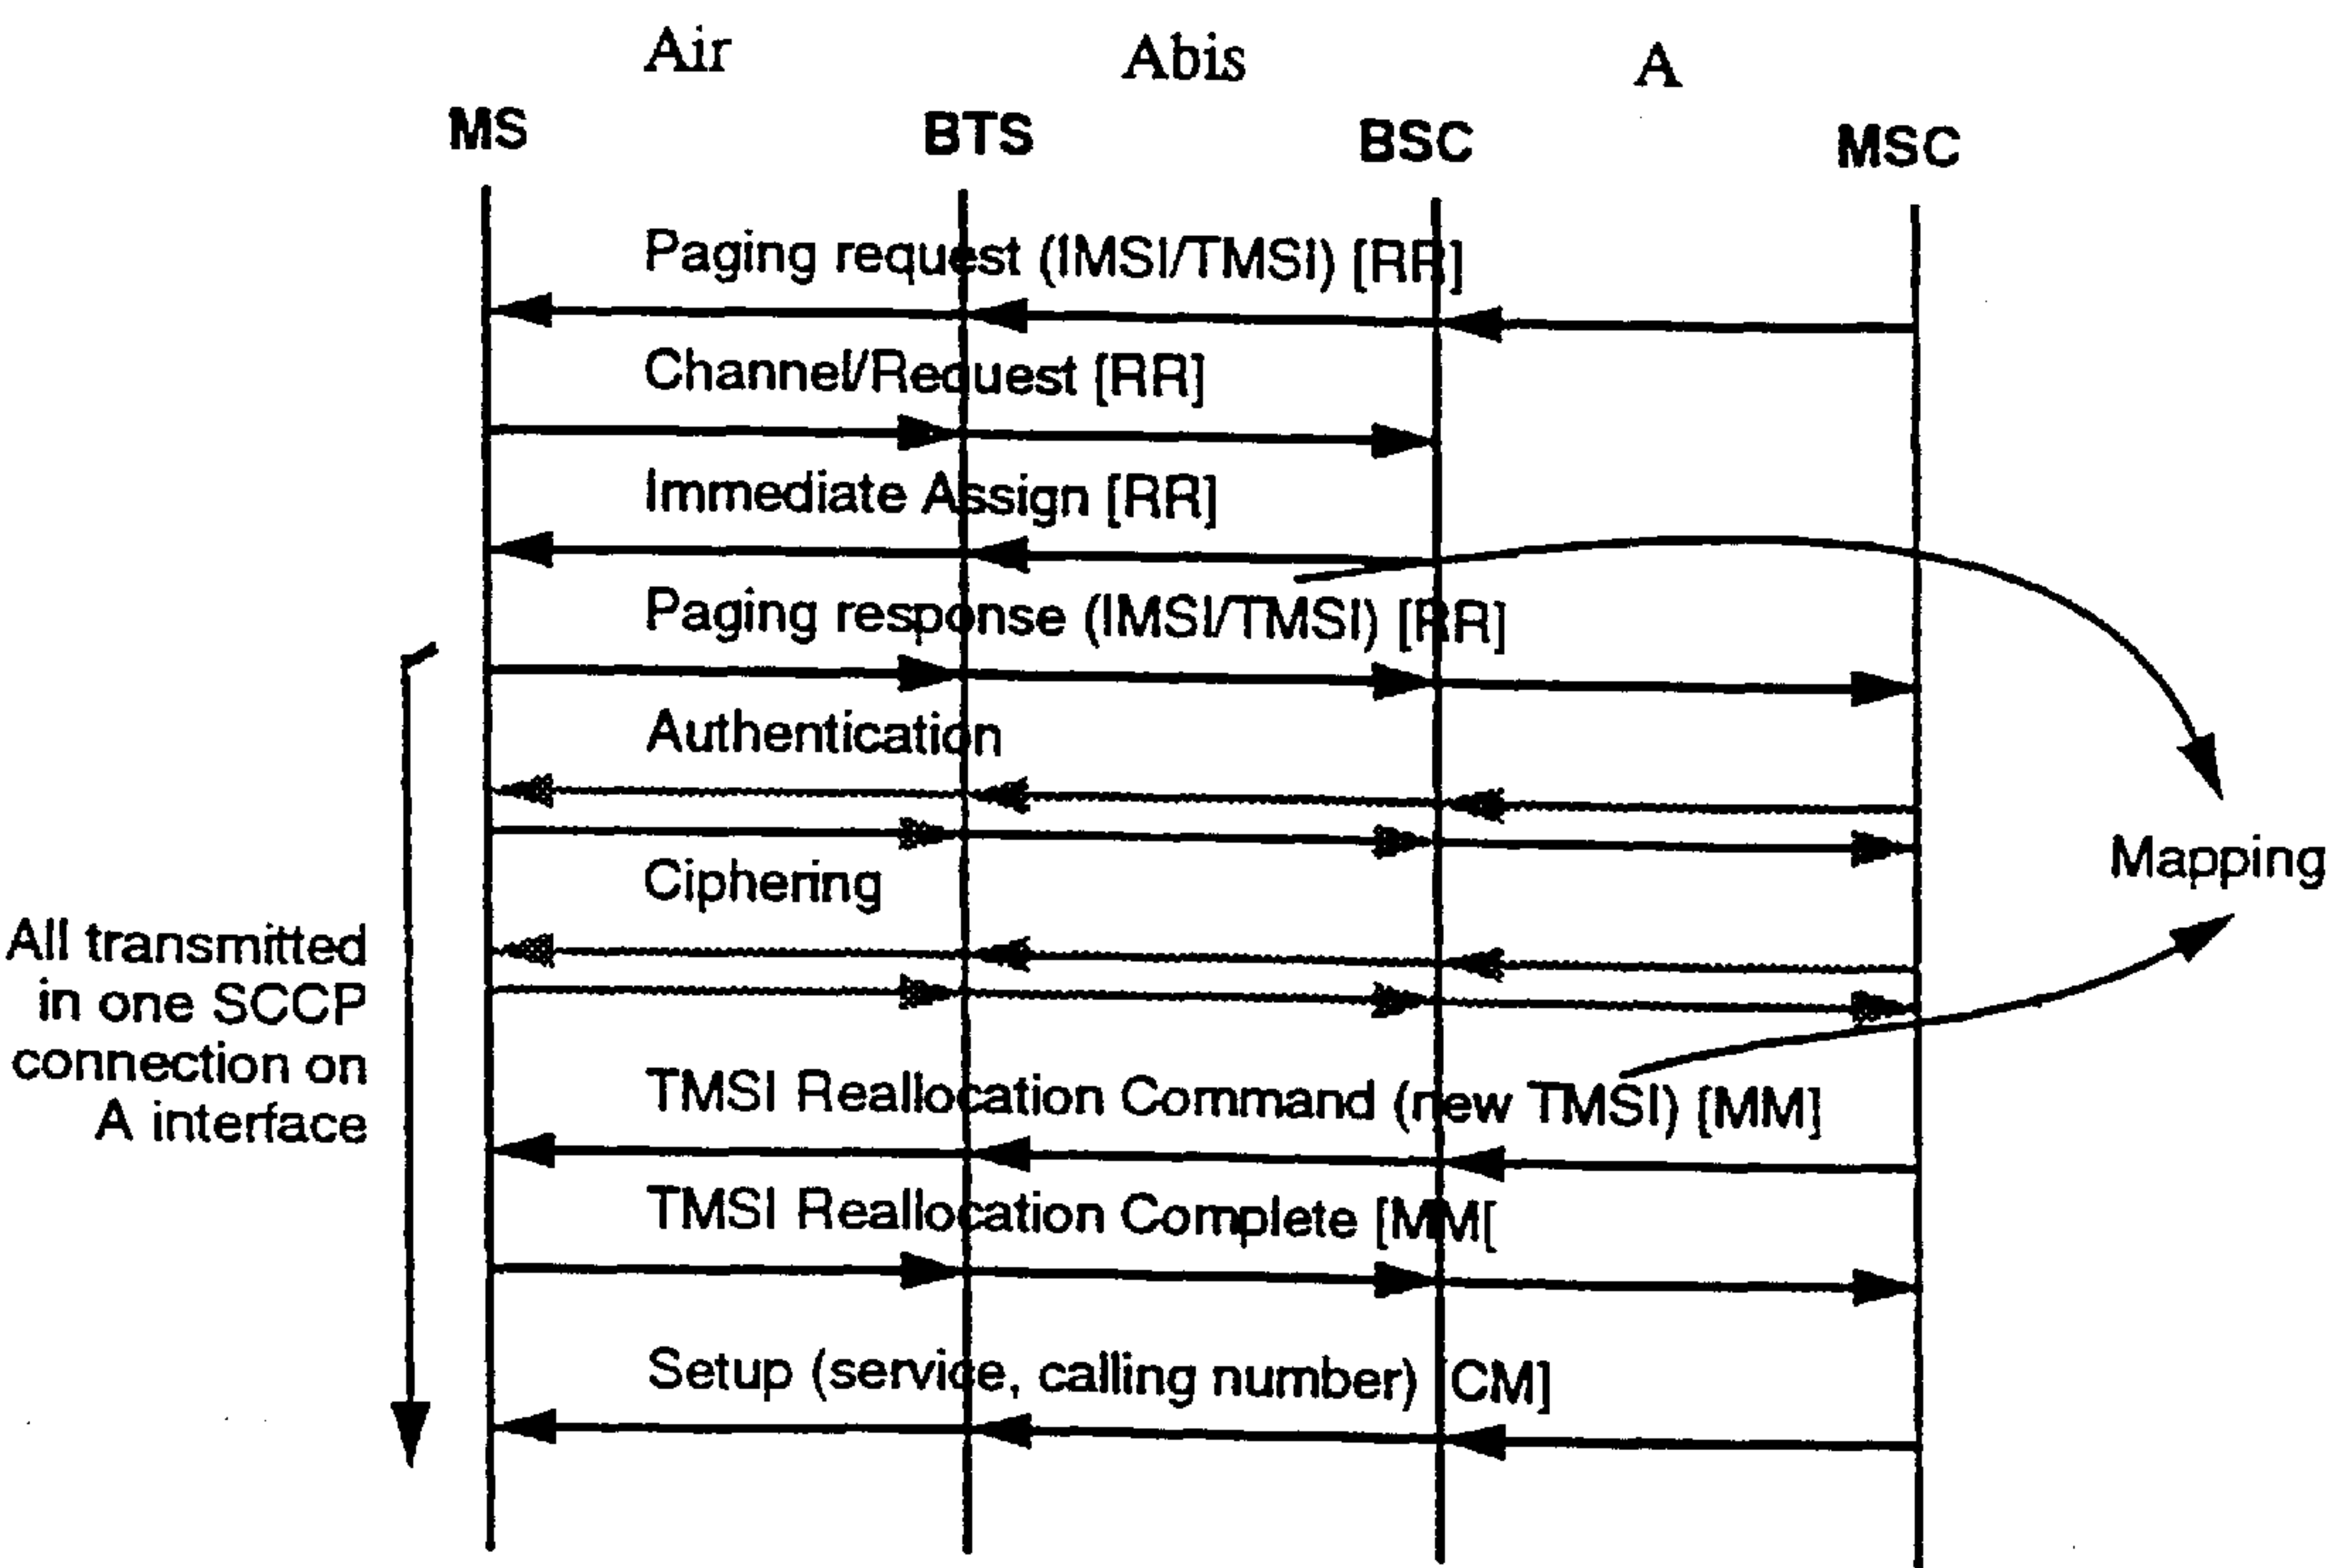 Air Abis A
MS BTS BSC MSC
Paging request (IMSI/TMSI) [RR]
Channel/Request [RR]
Immediate Assign [RR]
Paging response (IMSI/TMSI) [RR]
Authentication
Ciphering
Mapping
All transmitted
in one SCCP
connection on
A interface
TMSI Reallocation Command (new TMSI) [MM]
TMSI Reallocation Complete [MM[
Setup (service, calling number) [CM]